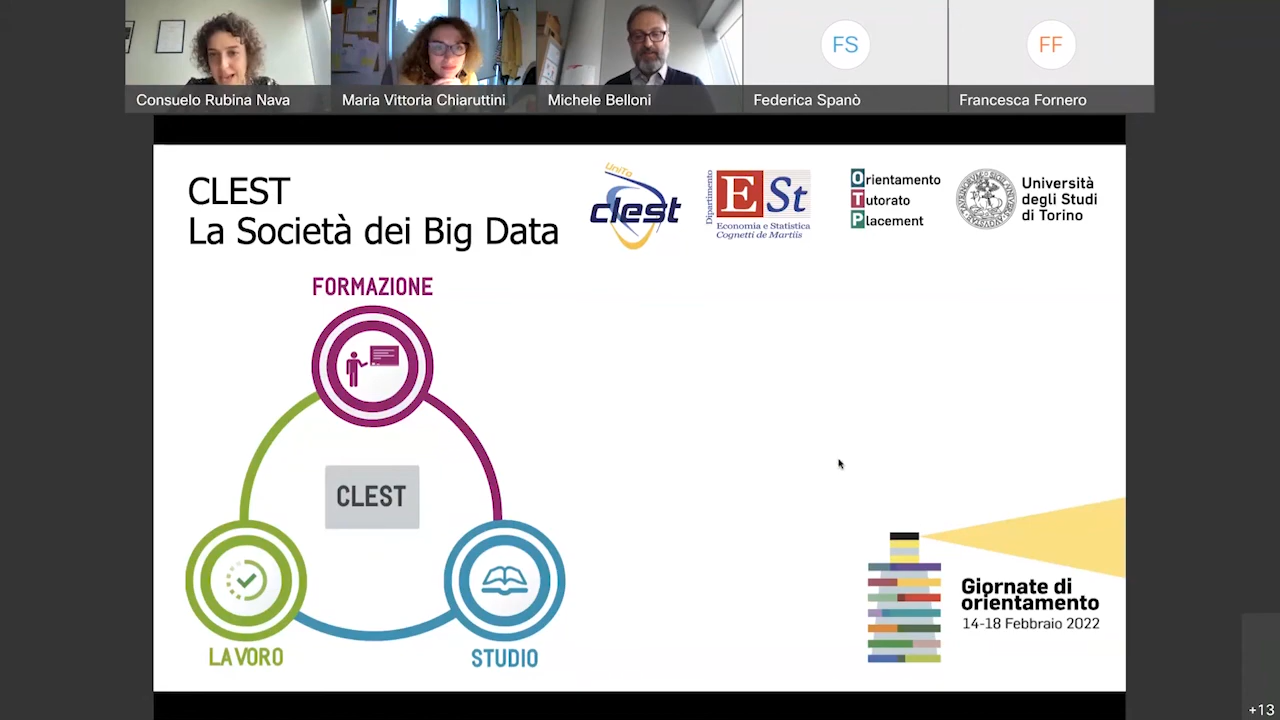 Consuelo Rubina Nava
Maria Vittoria Chiaruttini
Michele Belloni
FS
Federica Spanò
FF
Francesca Fornero
CLEST
La Società dei Big Data
UniTo
clest
Dipartimento
ESt
Economia e Statistica
Cognetti de Martiis
Orientamento
Tutorato
Placement
Università
degli Studi
di Torino
FORMAZIONE
CLEST
LAVORO
STUDIO
Giornate di
orientamento
14-18 Febbraio 2022
+13